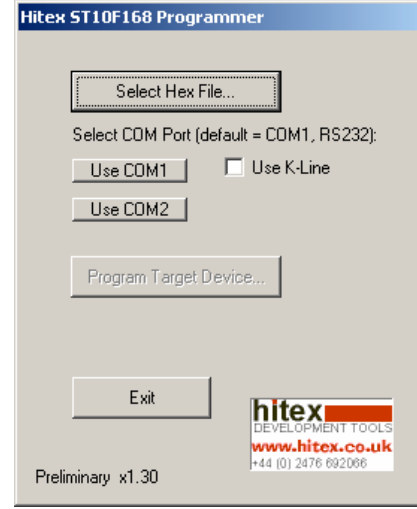 Hitex ST10F168 Programmer
Select Hex File...
Select COM Port (default = COM1, RS232):
Use COM1
Use K-Line
Use COM2
Program Target Device...
Exit
hitex
DEVELOPMENT TOOLS
www.hitex.co.uk
+44 (0) 2476 692066
Preliminary x1.30